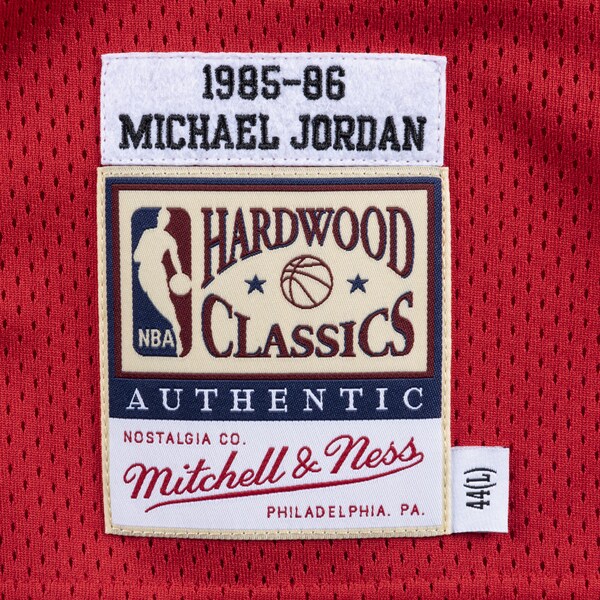 1985-86
MICHAEL JORDAN
HARDWOOD
CLASSICS
NBA
AUTHENTIC
NOSTALGIA CO.
Mitchell & Ness
PHILADELPHIA. PA.
44(L)